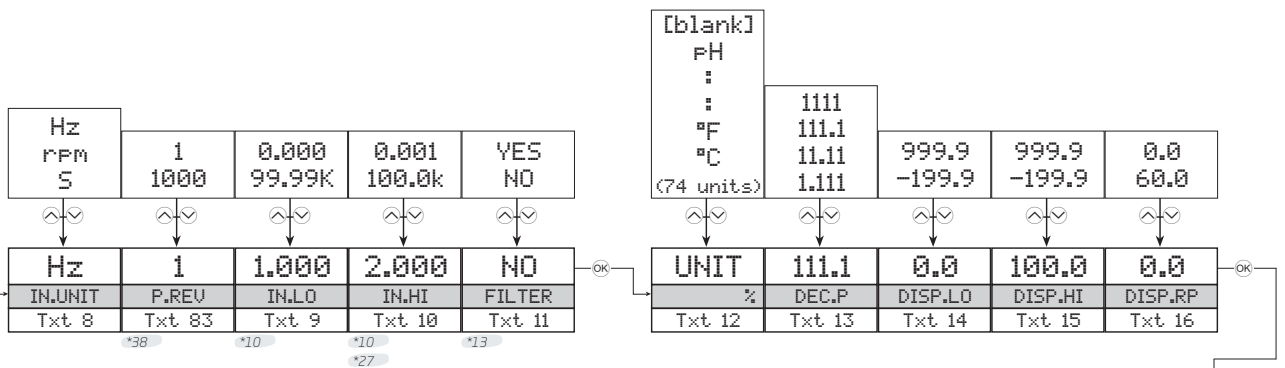 [blank]
pH
:
:
°F
°C
(74 units)
1111
111.1
11.11
1.111
Hz
rpm
S
1
1000
0.000
99.99K
0.001
100.0k
YES
NO
999.9
-199.9
999.9
-199.9
0.0
60.0
Hz 1 1.000 2.000 NO OK UNIT 111.1 0.0 100.0 0.0 OK
IN.UNIT P.REV IN.LO IN.HI FILTER % DEC.P DISP.LO DISP.HI DISP.RP
Txt 8 Txt 83 Txt 9 Txt 10 Txt 11 Txt 12 Txt 13 Txt 14 Txt 15 Txt 16
*38 *10 *10 *13
*27